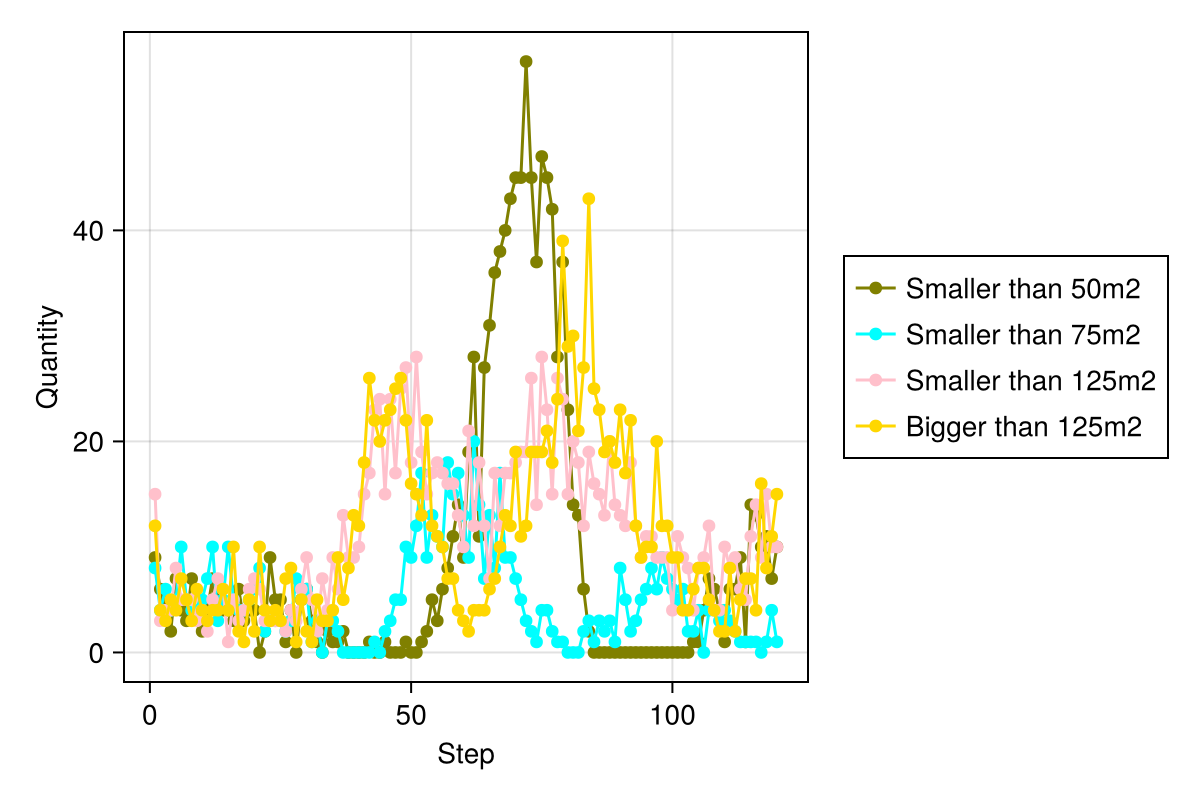 Quantity
40
20
0
0
50
100
Step
Smaller than 50m2
Smaller than 75m2
Smaller than 125m2
Bigger than 125m2